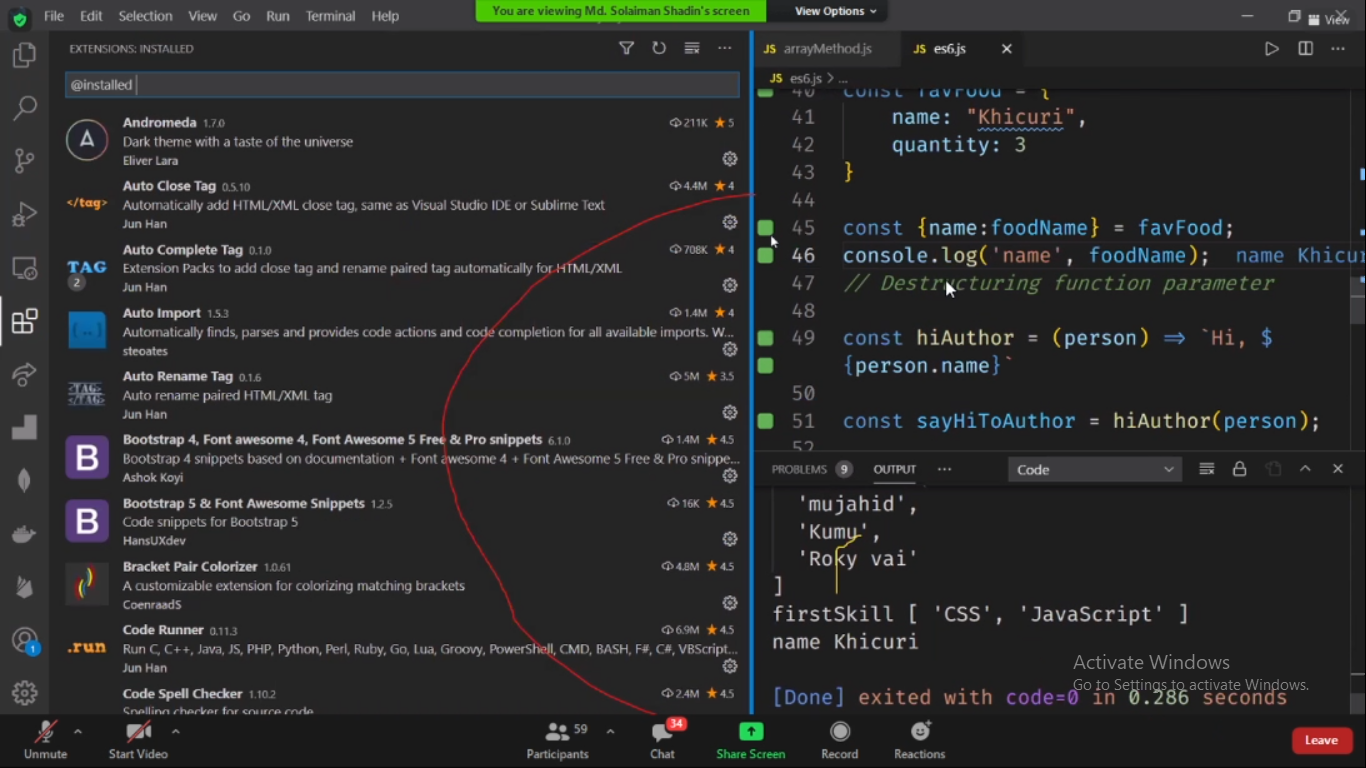 File Edit Selection View Go Run Terminal Help
You are viewing Md. Solaiman Shadin's screen
View Options
View
EXTENSIONS: INSTALLED
@installed
Andromeda 1.7.0 211K 5
Dark theme with a taste of the universe
Eliver Lara
Auto Close Tag 0.5.10 4.4M 4
</tag>
Automatically add HTML/XML close tag, same as Visual Studio IDE or Sublime Text
Jun Han
Auto Complete Tag 0.1.0 708K 4
TAG
2
Extension Packs to add close tag and rename paired tag automatically for HTML/XML
Jun Han
Auto Import 1.5.3 1.4M 4
Automatically finds, parses and provides code actions and code completion for all available imports. W...
steoates
Auto Rename Tag 0.1.6 5M 3.5
<TAG>
</TAG>
Auto rename paired HTML/XML tag
Jun Han
Bootstrap 4, Font awesome 4, Font Awesome 5 Free & Pro snippets 6.1.0 1.4M 4.5
B
Bootstrap 4 snippets based on documentation + Font awesome 4 + Font Awesome 5 Free & Pro snippe...
Ashok Koyi
Bootstrap 5 & Font Awesome Snippets 1.2.5 16K 4.5
B
Code snippets for Bootstrap 5
HansUXdev
Bracket Pair Colorizer 1.0.61 4.8M 4.5
A customizable extension for colorizing matching brackets
CoenraadS
Code Runner 0.11.3 6.9M 4.5
.run
Run C, C++, Java, JS, PHP, Python, Perl, Ruby, Go, Lua, Groovy, PowerShell, CMD, BASH, F#, C#, VBScript...
Jun Han
Code Spell Checker 1.10.2 2.4M 4.5
Spelling checker for source code
1
JS arrayMethod.js JS es6.js
JS es6.js > ...
40 const favFood = {
41 name: "Khicuri",
42 quantity: 3
43 }
44
45 const {name:foodName} = favFood;
46 console.log('name', foodName); name Khicur
47 // Destructuring function parameter
48
49 const hiAuthor = (person) ⇒ `Hi, $
{person.name}`
50
51 const sayHiToAuthor = hiAuthor(person);
52
PROBLEMS 9 OUTPUT ... Code
'mujahid',
'Kumu',
'Roky vai'
]
firstSkill [ 'CSS', 'JavaScript' ]
name Khicuri
[Done] exited with code=0 in 0.286 seconds
Activate Windows
Go to Settings to activate Windows.
Unmute Start Video Participants 59 Chat 34 Share Screen Record Reactions Leave